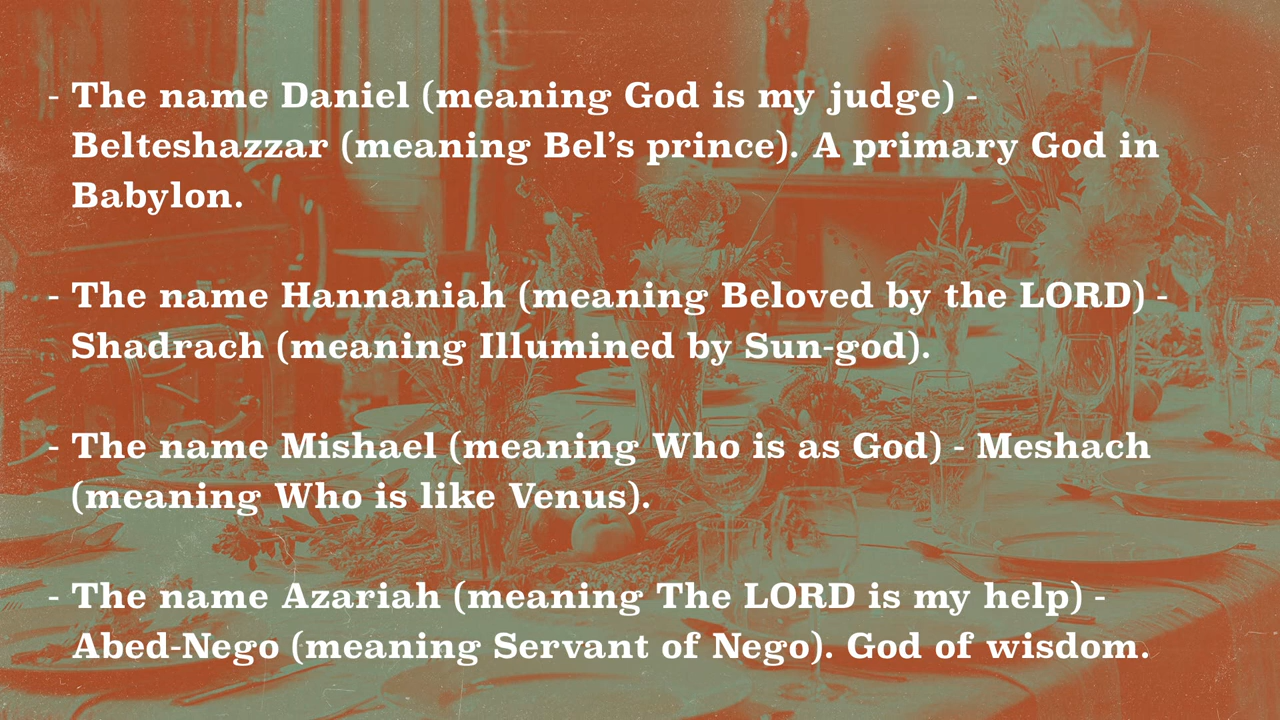 - The name Daniel (meaning God is my judge) -
Belteshazzar (meaning Bel’s prince). A primary God in
Babylon.
- The name Hannaniah (meaning Beloved by the LORD) -
Shadrach (meaning Illumined by Sun-god).
- The name Mishael (meaning Who is as God) - Meshach
(meaning Who is like Venus).
- The name Azariah (meaning The LORD is my help) -
Abed-Nego (meaning Servant of Nego). God of wisdom.